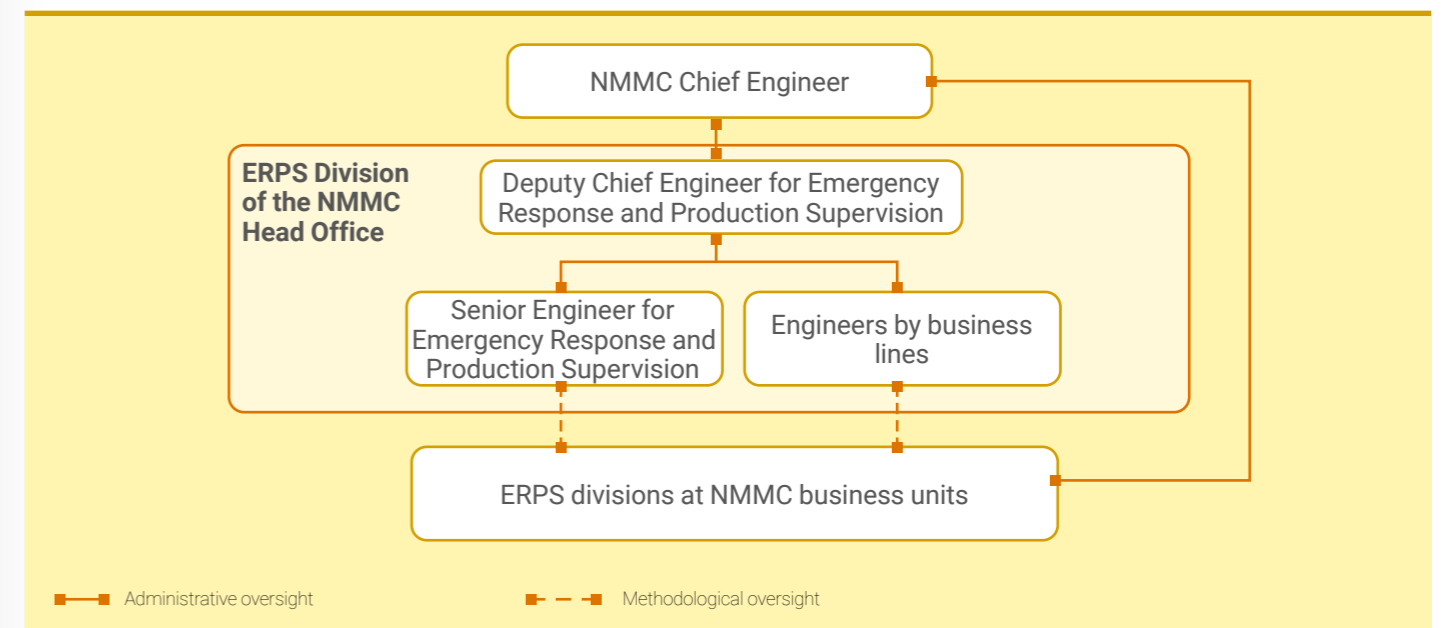 NMMC Chief Engineer
ERPS Division
of the NMMC
Head Office
Deputy Chief Engineer for Emergency
Response and Production Supervision
Senior Engineer for
Emergency Response and
Production Supervision
Engineers by business
lines
ERPS divisions at NMMC business units
Administrative oversight
Methodological oversight